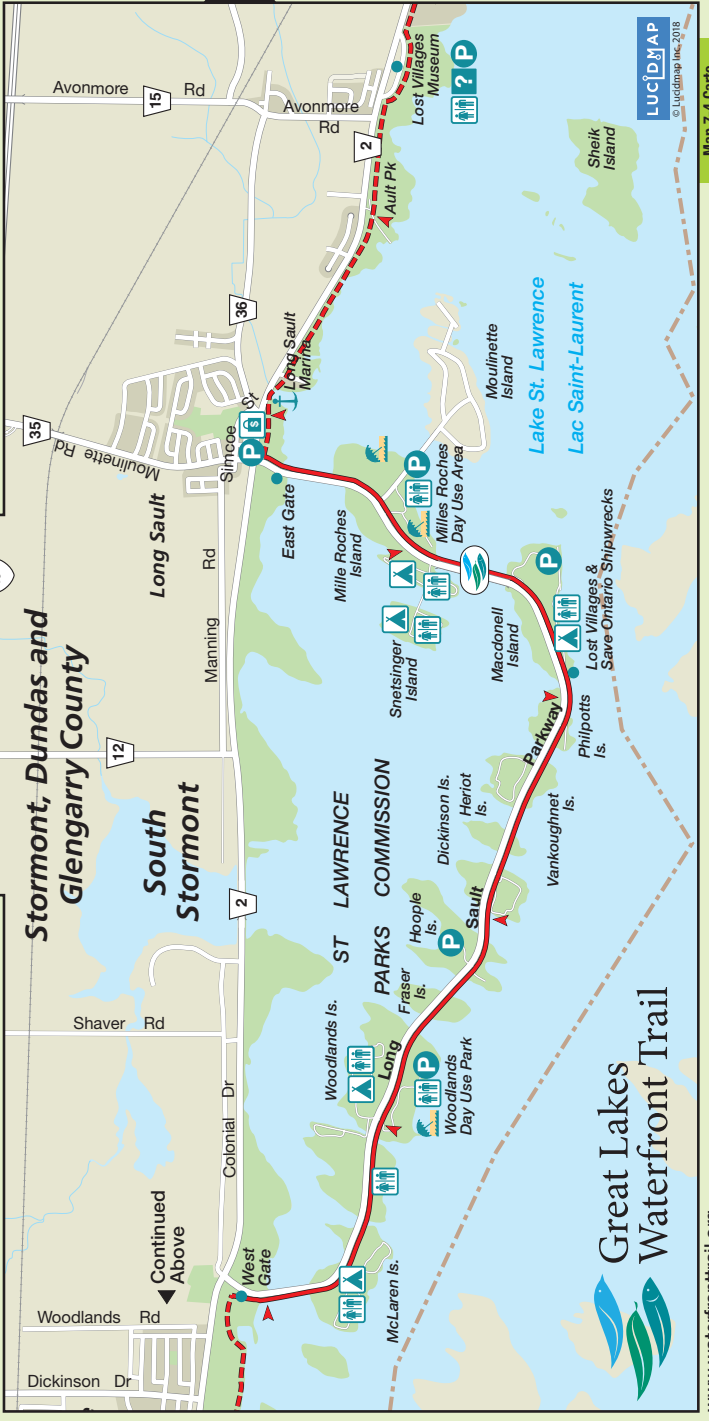 Stormont, Dundas and
Glengarry County
South
Stormont
Long Sault
ST LAWRENCE
PARKS COMMISSION
Continued
Above
Dickinson Dr
Woodlands Rd
Shaver Rd
Colonial Dr
Manning Rd
Moulinette Rd
Simcoe St
Avonmore Rd
Avonmore
Rd
2
12
35
36
15
2
West
Gate
McLaren Is.
Woodlands Is.
Woodlands
Day Use Park
P
Long Sault Parkway
Fraser
Is.
Hoople
Is.
P
Dickinson Is.
Heriot
Is.
Vankoughnet
Is.
Philpotts
Is.
Lost Villages &
Save Ontario Shipwrecks
P
Macdonell
Island
Snetsinger
Island
Mille Roches
Island
Milles Roches
Day Use Area
P
East Gate
P
$
Long Sault
Marina
Moulinette
Island
Ault Pk
Lost Villages
Museum
? P
Sheik
Island
Lake St. Lawrence
Lac Saint-Laurent
Great Lakes
Waterfront Trail
LUCIDMAP
© Lucidmap Inc, 2018